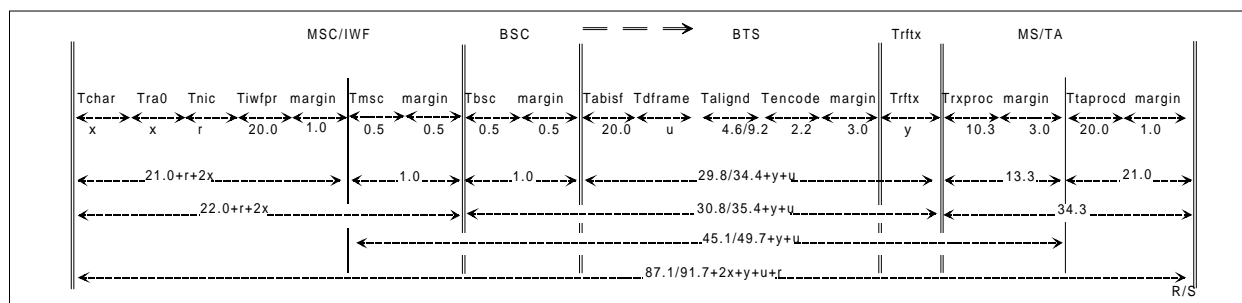 MSC/IWF BSC BTS Trftx MS/TA
Tchar Tra0 Tnic Tiwfpr margin Tmsc margin Tbsc margin Tabisf Tdframe Talignd Tencode margin Trftx Trxproc margin Ttaprocd margin
x x r 20.0 1.0 0.5 0.5 0.5 0.5 20.0 u 4.6/9.2 2.2 3.0 y 10.3 3.0 20.0 1.0
21.0+r+2x 1.0 1.0 29.8/34.4+y+u 13.3 21.0
22.0+r+2x 30.8/35.4+y+u 34.3
45.1/49.7+y+u
87.1/91.7+2x+y+u+r
R/S